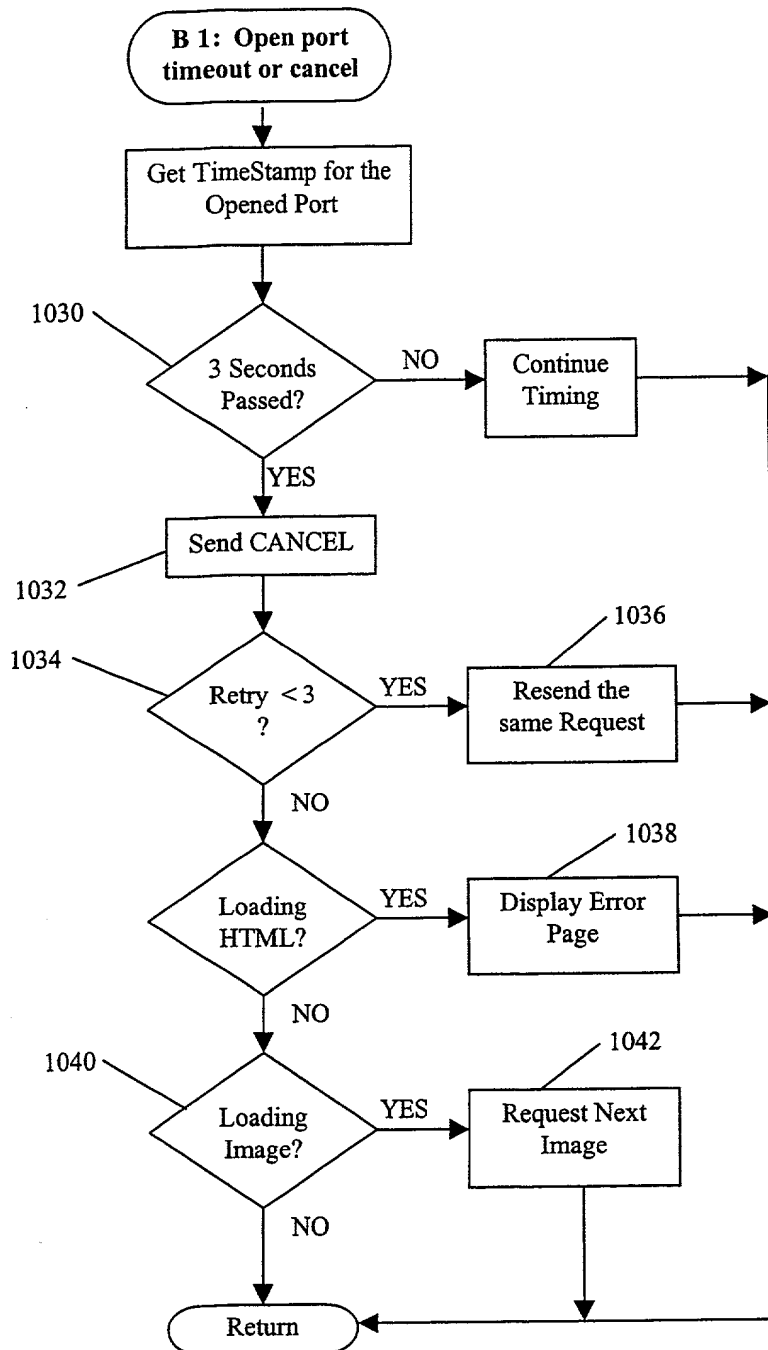 B 1: Open port
timeout or cancel
Get TimeStamp for the
Opened Port
1030
3 Seconds
Passed?
NO
Continue
Timing
YES
Send CANCEL
1032
1034
Retry < 3
?
YES
1036
Resend the
same Request
NO
Loading
HTML?
YES
1038
Display Error
Page
NO
1040
Loading
Image?
YES
1042
Request Next
Image
NO
Return